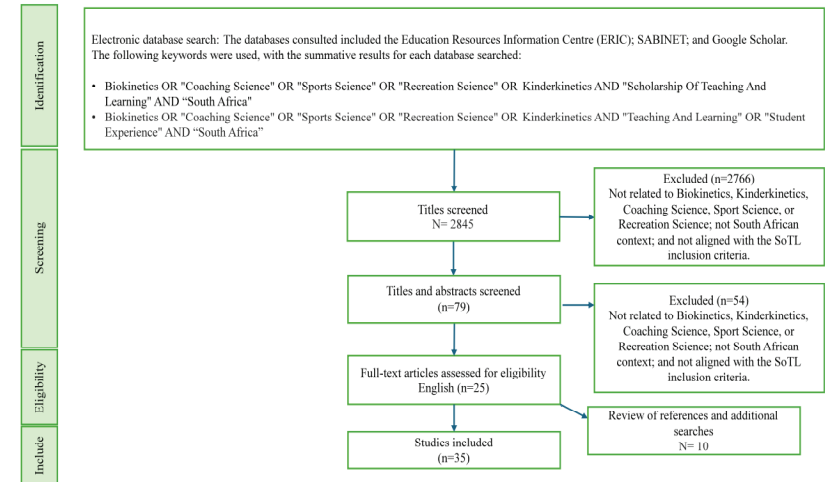 Identification
Electronic database search: The databases consulted included the Education Resources Information Centre (ERIC); SABINET; and Google Scholar.
The following keywords were used, with the summative results for each database searched:
• Biokinetics OR "Coaching Science" OR "Sports Science" OR "Recreation Science" OR Kinderkinetics AND "Scholarship Of Teaching And
Learning" AND “South Africa"
• Biokinetics OR "Coaching Science" OR "Sports Science" OR "Recreation Science" OR Kinderkinetics AND "Teaching And Learning" OR "Student
Experience" AND “South Africa”
Screening
Titles screened
N= 2845
Excluded (n=2766)
Not related to Biokinetics, Kinderkinetics,
Coaching Science, Sport Science, or
Recreation Science; not South African
context; and not aligned with the SoTL
inclusion criteria.
Titles and abstracts screened
(n=79)
Excluded (n=54)
Not related to Biokinetics, Kinderkinetics,
Coaching Science, Sport Science, or
Recreation Science; not South African
context; and not aligned with the SoTL
inclusion criteria.
Eligibility
Full-text articles assessed for eligibility
English (n=25)
Review of references and additional
searches
N= 10
Include
Studies included
(n=35)